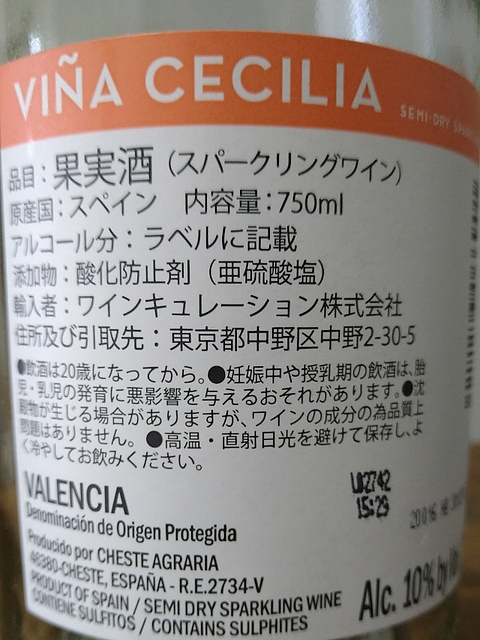 VIÑA CECILIA
SEMI-DRY
品目：果実酒（スパークリングワイン）
原産国：スペイン　内容量：750ml
アルコール分：ラベルに記載
添加物：酸化防止剤（亜硫酸塩）
輸入者：ワインキュレーション株式会社
住所及び引取先：東京都中野区中野2-30-5
●飲酒は20歳になってから。●妊娠中や授乳期の飲酒は、胎
児・乳児の発育に悪影響を与えるおそれがあります。●沈
殿物が生じる場合がありますが、ワインの成分の為品質上
問題はありません。●高温・直射日光を避けて保存し、よ
く冷やしてお飲みください。
VALENCIA
Denominación de Origen Protegida
Producido por CHESTE AGRARIA
46380-CHESTE, ESPAÑA - R.E.2734-V
PRODUCT OF SPAIN / SEMI DRY SPARKLING WINE
CONTIENE SULFITOS / CONTAINS SULPHITES
15:29
Alc. 10% by